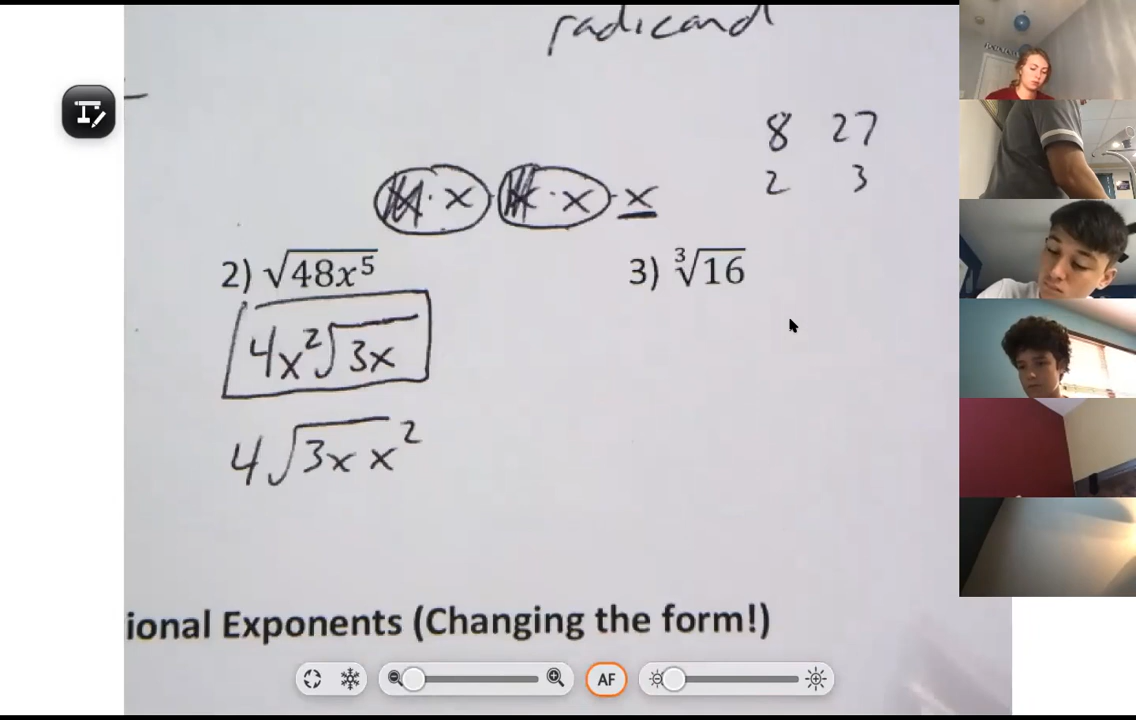 radicand
8 27
2 3
· x · · x · x
2) √48x⁵
3) ∛16
4x²√3x
4√3x x²
ional Exponents (Changing the form!)
AF